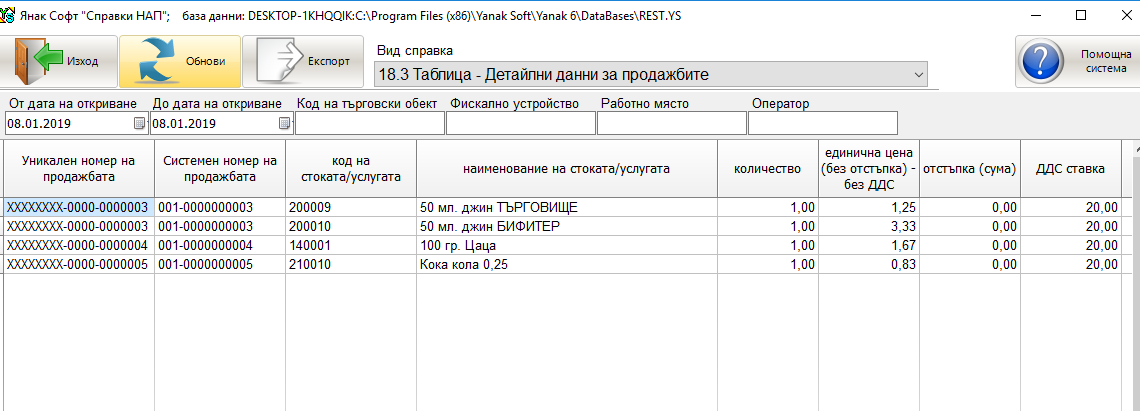 Янак Софт "Справки НАП"; база данни: DESKTOP-1KHQQIK:C:\Program Files (x86)\Yanak Soft\Yanak 6\DataBases\REST.YS
Изход
Обнови
Експорт
Вид справка
18.3 Таблица - Детайлни данни за продажбите
Помощна система
От дата на откриване До дата на откриване Код на търговски обект Фискално устройство Работно място Оператор
08.01.2019 08.01.2019
Уникален номер на продажбата Системен номер на продажбата код на стоката/услугата наименование на стоката/услугата количество единична цена (без отстъпка) - без ДДС отстъпка (сума) ДДС ставка
XXXXXXXX-0000-0000003 001-0000000003 200009 50 мл. джин ТЪРГОВИЩЕ 1,00 1,25 0,00 20,00
XXXXXXXX-0000-0000003 001-0000000003 200010 50 мл. джин БИФИТЕР 1,00 3,33 0,00 20,00
XXXXXXXX-0000-0000004 001-0000000004 140001 100 гр. Цаца 1,00 1,67 0,00 20,00
XXXXXXXX-0000-0000005 001-0000000005 210010 Кока кола 0,25 1,00 0,83 0,00 20,00